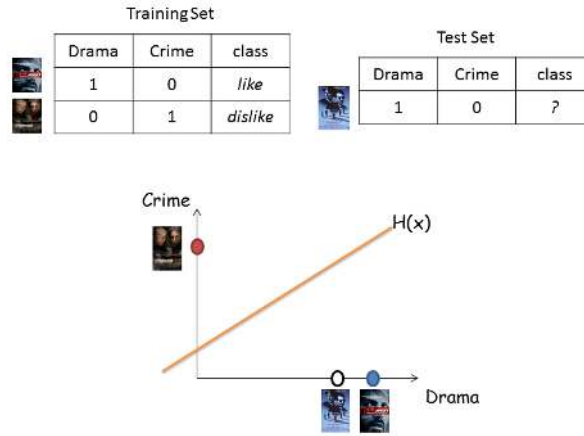 Training Set
Drama Crime class
1 0 like
0 1 dislike
Test Set
Drama Crime class
1 0 ?
Crime
H(x)
Drama